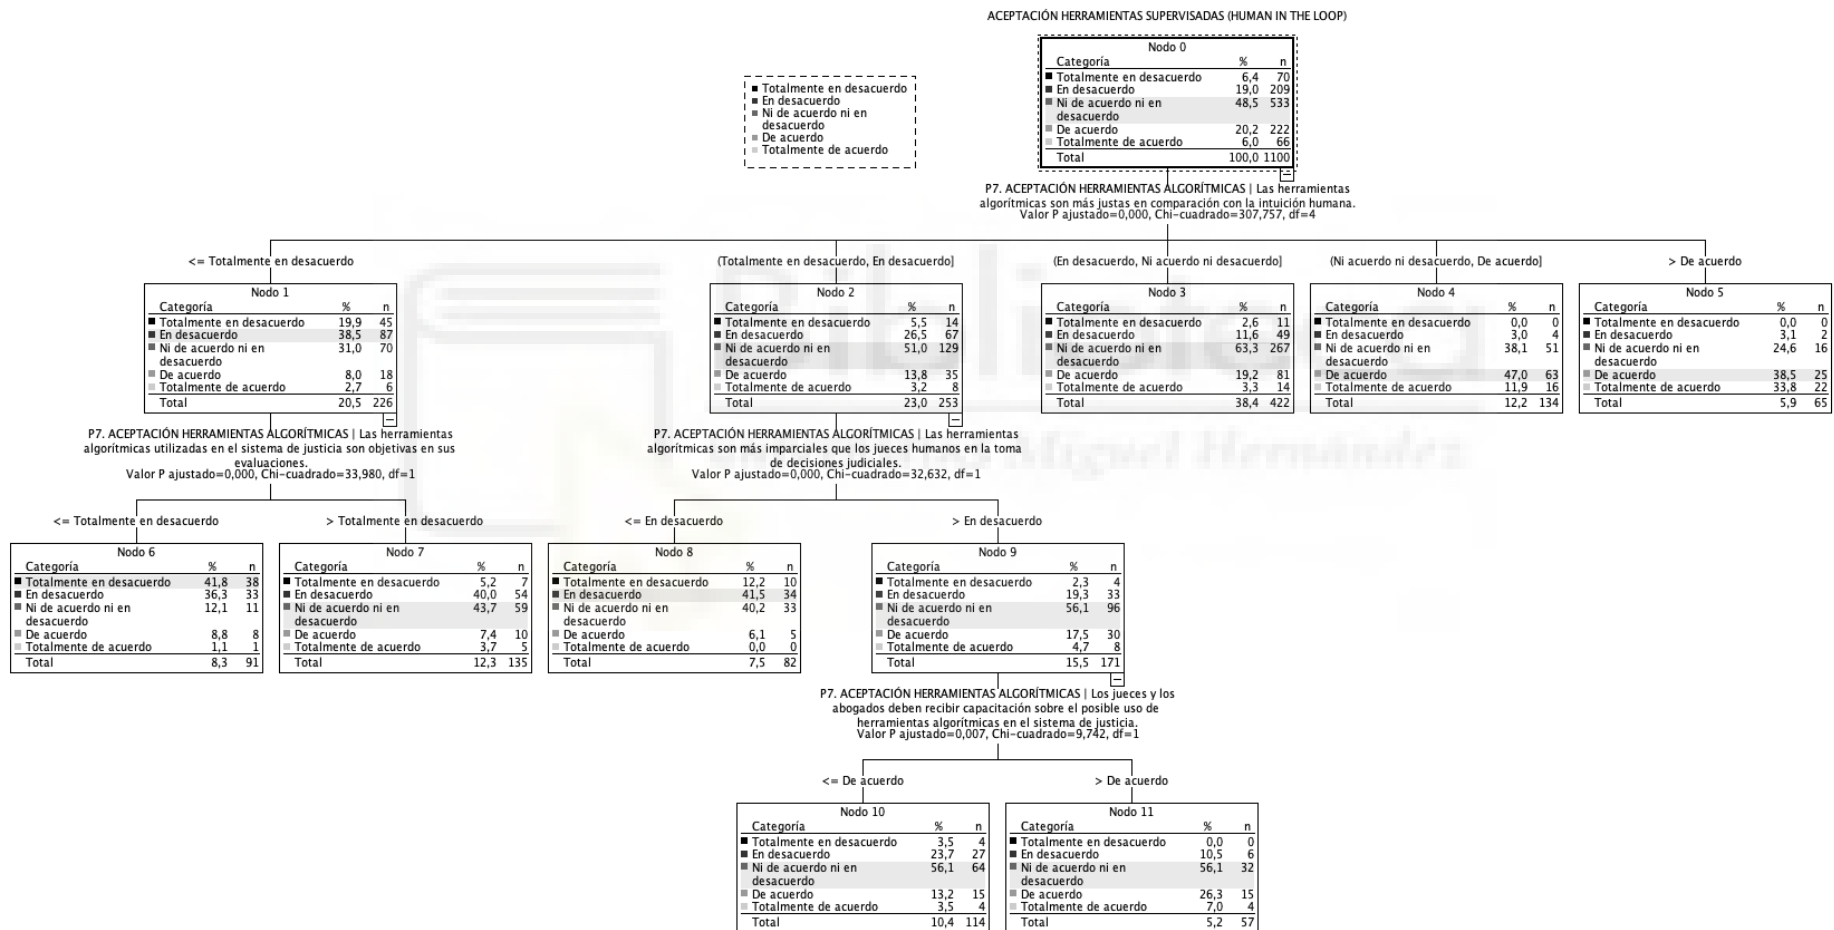 ACEPTACIÓN HERRAMIENTAS SUPERVISADAS (HUMAN IN THE LOOP)
Totalmente en desacuerdo
En desacuerdo
Ni de acuerdo ni en
desacuerdo
De acuerdo
Totalmente de acuerdo
Nodo 0
Categoría % n
Totalmente en desacuerdo 6,4 70
En desacuerdo 19,0 209
Ni de acuerdo ni en 48,5 533
desacuerdo
De acuerdo 20,2 222
Totalmente de acuerdo 6,0 66
Total 100,0 1100
P7. ACEPTACIÓN HERRAMIENTAS ALGORÍTMICAS | Las herramientas
algorítmicas son más justas en comparación con la intuición humana.
Valor P ajustado=0,000, Chi-cuadrado=307,757, df=4
<= Totalmente en desacuerdo
(Totalmente en desacuerdo, En desacuerdo]
(En desacuerdo, Ni acuerdo ni desacuerdo]
(Ni acuerdo ni desacuerdo, De acuerdo]
> De acuerdo
Nodo 1
Categoría % n
Totalmente en desacuerdo 19,9 45
En desacuerdo 38,5 87
Ni de acuerdo ni en 31,0 70
desacuerdo
De acuerdo 8,0 18
Totalmente de acuerdo 2,7 6
Total 20,5 226
Nodo 2
Categoría % n
Totalmente en desacuerdo 5,5 14
En desacuerdo 26,5 67
Ni de acuerdo ni en 51,0 129
desacuerdo
De acuerdo 13,8 35
Totalmente de acuerdo 3,2 8
Total 23,0 253
Nodo 3
Categoría % n
Totalmente en desacuerdo 2,6 11
En desacuerdo 11,6 49
Ni de acuerdo ni en 63,3 267
desacuerdo
De acuerdo 19,2 81
Totalmente de acuerdo 3,3 14
Total 38,4 422
Nodo 4
Categoría % n
Totalmente en desacuerdo 0,0 0
En desacuerdo 3,0 4
Ni de acuerdo ni en 38,1 51
desacuerdo
De acuerdo 47,0 63
Totalmente de acuerdo 11,9 16
Total 12,2 134
Nodo 5
Categoría % n
Totalmente en desacuerdo 0,0 0
En desacuerdo 3,1 2
Ni de acuerdo ni en 24,6 16
desacuerdo
De acuerdo 38,5 25
Totalmente de acuerdo 33,8 22
Total 5,9 65
Biblioteca
Miguel Hernández
P7. ACEPTACIÓN HERRAMIENTAS ALGORÍTMICAS | Las herramientas
algorítmicas utilizadas en el sistema de justicia son objetivas en sus
evaluaciones.
Valor P ajustado=0,000, Chi-cuadrado=33,980, df=1
P7. ACEPTACIÓN HERRAMIENTAS ALGORÍTMICAS | Las herramientas
algorítmicas son más imparciales que los jueces humanos en la toma
de decisiones judiciales.
Valor P ajustado=0,000, Chi-cuadrado=32,632, df=1
<= Totalmente en desacuerdo
> Totalmente en desacuerdo
<= En desacuerdo
> En desacuerdo
Nodo 6
Categoría % n
Totalmente en desacuerdo 41,8 38
En desacuerdo 36,3 33
Ni de acuerdo ni en 12,1 11
desacuerdo
De acuerdo 8,8 8
Totalmente de acuerdo 1,1 1
Total 8,3 91
Nodo 7
Categoría % n
Totalmente en desacuerdo 5,2 7
En desacuerdo 40,0 54
Ni de acuerdo ni en 43,7 59
desacuerdo
De acuerdo 7,4 10
Totalmente de acuerdo 3,7 5
Total 12,3 135
Nodo 8
Categoría % n
Totalmente en desacuerdo 12,2 10
En desacuerdo 41,5 34
Ni de acuerdo ni en 40,2 33
desacuerdo
De acuerdo 6,1 5
Totalmente de acuerdo 0,0 0
Total 7,5 82
Nodo 9
Categoría % n
Totalmente en desacuerdo 2,3 4
En desacuerdo 19,3 33
Ni de acuerdo ni en 56,1 96
desacuerdo
De acuerdo 17,5 30
Totalmente de acuerdo 4,7 8
Total 15,5 171
P7. ACEPTACIÓN HERRAMIENTAS ALGORÍTMICAS | Los jueces y los
abogados deben recibir capacitación sobre el posible uso de
herramientas algorítmicas en el sistema de justicia.
Valor P ajustado=0,007, Chi-cuadrado=9,742, df=1
<= De acuerdo
> De acuerdo
Nodo 10
Categoría % n
Totalmente en desacuerdo 3,5 4
En desacuerdo 23,7 27
Ni de acuerdo ni en 56,1 64
desacuerdo
De acuerdo 13,2 15
Totalmente de acuerdo 3,5 4
Total 10,4 114
Nodo 11
Categoría % n
Totalmente en desacuerdo 0,0 0
En desacuerdo 10,5 6
Ni de acuerdo ni en 56,1 32
desacuerdo
De acuerdo 26,3 15
Totalmente de acuerdo 7,0 4
Total 5,2 57